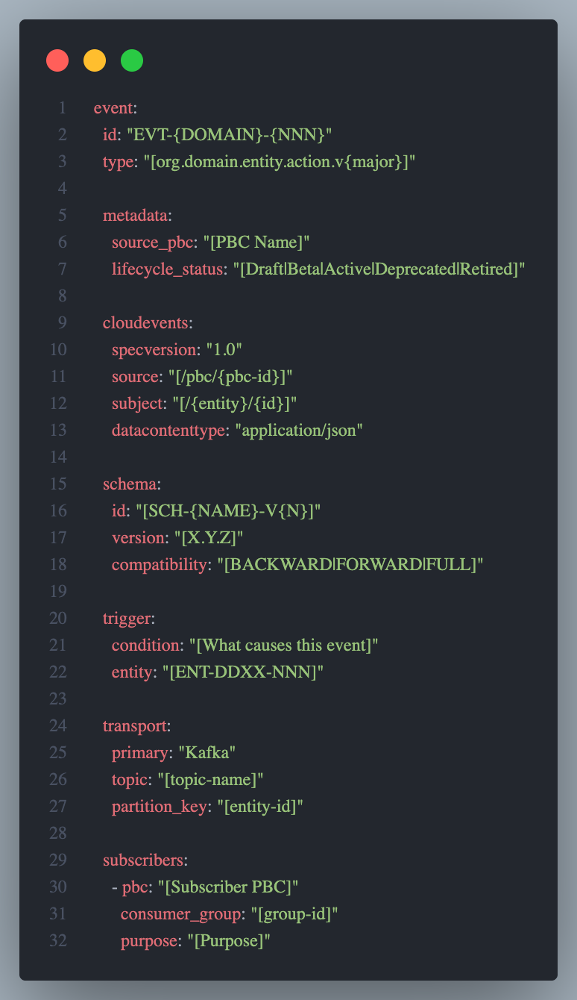 1 event:
2 id: "EVT-{DOMAIN}-{NNN}"
3 type: "[org.domain.entity.action.v{major}]"
4
5 metadata:
6 source_pbc: "[PBC Name]"
7 lifecycle_status: "[Draft|Beta|Active|Deprecated|Retired]"
8
9 cloudevents:
10 specversion: "1.0"
11 source: "[/pbc/{pbc-id}]"
12 subject: "[/{entity}/{id}]"
13 datacontenttype: "application/json"
14
15 schema:
16 id: "[SCH-{NAME}-V{N}]"
17 version: "[X.Y.Z]"
18 compatibility: "[BACKWARD|FORWARD|FULL]"
19
20 trigger:
21 condition: "[What causes this event]"
22 entity: "[ENT-DDXX-NNN]"
23
24 transport:
25 primary: "Kafka"
26 topic: "[topic-name]"
27 partition_key: "[entity-id]"
28
29 subscribers:
30 - pbc: "[Subscriber PBC]"
31 consumer_group: "[group-id]"
32 purpose: "[Purpose]"